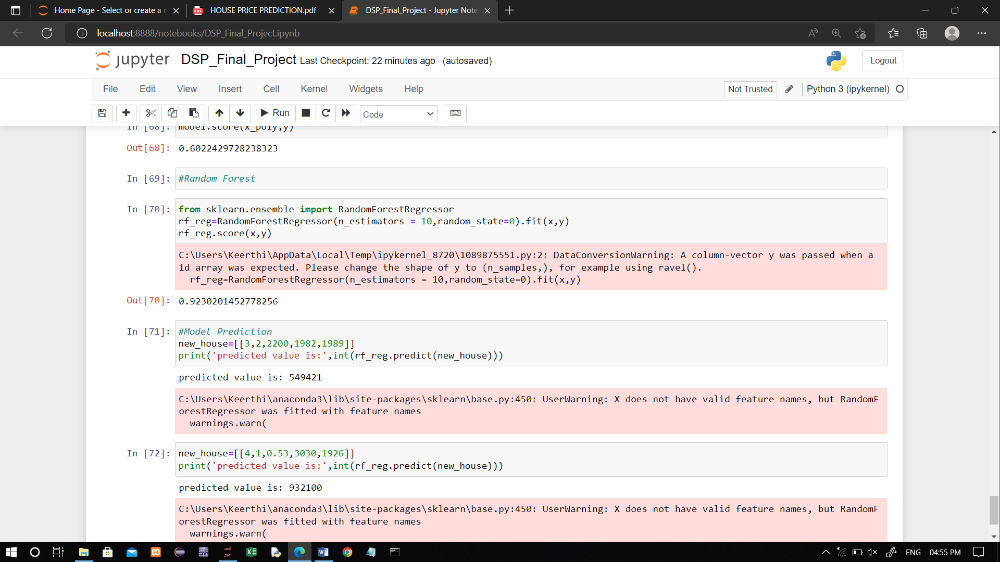 Home Page - Select or create a n
HOUSE PRICE PREDICTION.pdf
DSP_Final_Project - Jupyter Note
localhost:8888/notebooks/DSP_Final_Project.ipynb
jupyter DSP_Final_Project Last Checkpoint: 22 minutes ago (autosaved)
Logout
File Edit View Insert Cell Kernel Widgets Help
Not Trusted
Python 3 (ipykernel)
Run
Code
In [68]: model.score(x_poly,y)
Out[68]: 0.6022429728238323
In [69]: #Random Forest
In [70]: from sklearn.ensemble import RandomForestRegressor
rf_reg=RandomForestRegressor(n_estimators = 10,random_state=0).fit(x,y)
rf_reg.score(x,y)
C:\Users\Keerthi\AppData\Local\Temp\ipykernel_8720\1089875551.py:2: DataConversionWarning: A column-vector y was passed when a
1d array was expected. Please change the shape of y to (n_samples,), for example using ravel().
rf_reg=RandomForestRegressor(n_estimators = 10,random_state=0).fit(x,y)
Out[70]: 0.9230201452778256
In [71]: #Model Prediction
new_house=[[3,2,2200,1982,1989]]
print('predicted value is:',int(rf_reg.predict(new_house)))
predicted value is: 549421
C:\Users\Keerthi\anaconda3\lib\site-packages\sklearn\base.py:450: UserWarning: X does not have valid feature names, but RandomF
orestRegressor was fitted with feature names
warnings.warn(
In [72]: new_house=[[4,1,0.53,3030,1926]]
print('predicted value is:',int(rf_reg.predict(new_house)))
predicted value is: 932100
C:\Users\Keerthi\anaconda3\lib\site-packages\sklearn\base.py:450: UserWarning: X does not have valid feature names, but RandomF
orestRegressor was fitted with feature names
warnings.warn(
ENG 04:55 PM